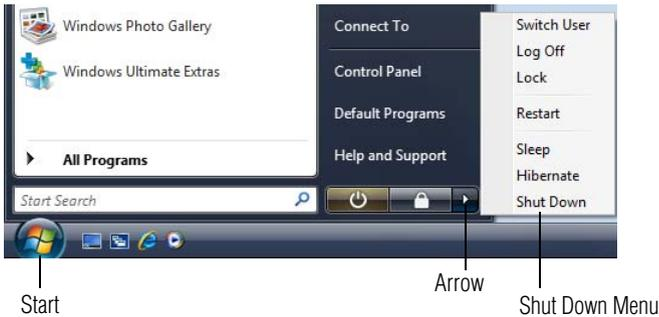 Windows Photo Gallery
Windows Ultimate Extras
All Programs
Start Search
Connect To
Control Panel
Default Programs
Help and Support
Switch User
Log Off
Lock
Restart
Sleep
Hibernate
Shut Down
Start
Arrow
Shut Down Menu